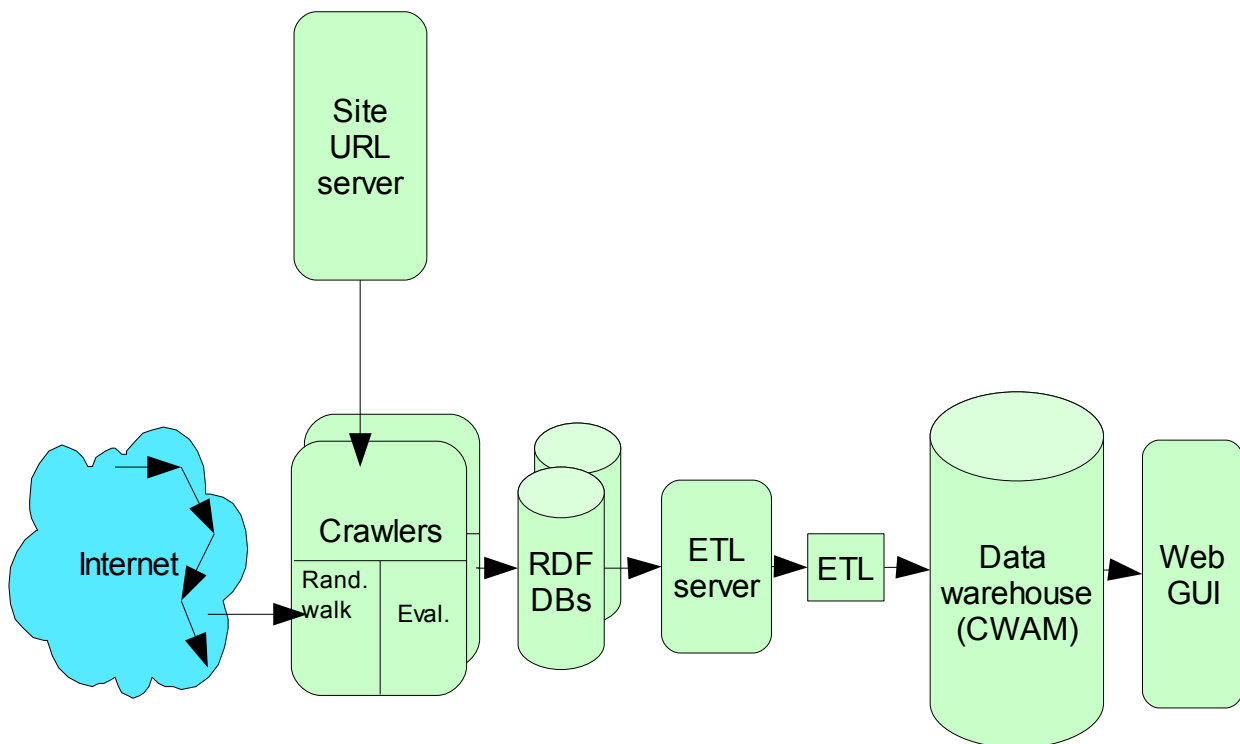 Site
URL
server
Internet
Crawlers
Rand.
walk
Eval.
RDF
DBs
ETL
server
ETL
Data
warehouse
(CWAM)
Web
GUI